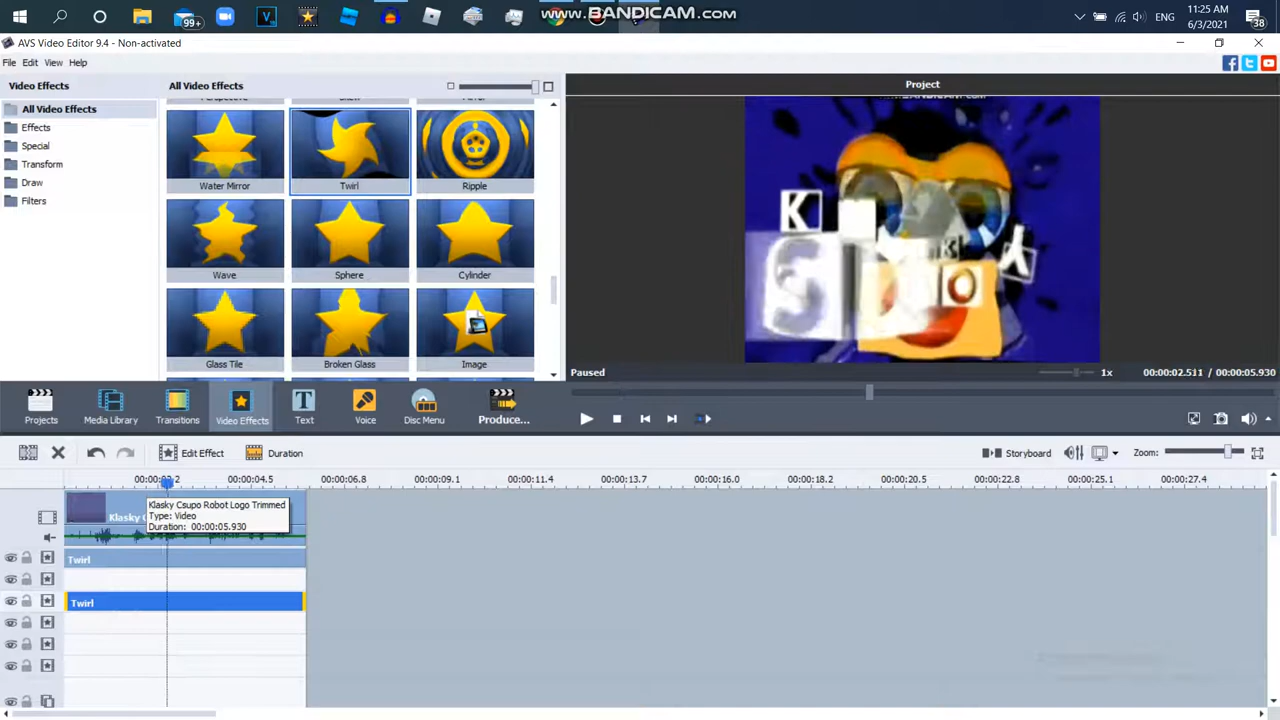 99+
www.BANDICAM.com
ENG
11:25 AM
6/3/2021
38
AVS Video Editor 9.4 - Non-activated
File Edit View Help
Video Effects
All Video Effects
Project
All Video Effects
Effects
Special
Transform
Draw
Filters
Water Mirror
Twirl
Ripple
Wave
Sphere
Cylinder
Glass Tile
Broken Glass
Image
K
S
O
Paused
1x
00:00:02.511 / 00:00:05.930
Projects
Media Library
Transitions
Video Effects
Text
Voice
Disc Menu
Produce...
Edit Effect
Duration
Storyboard
Zoom:
00:00:04.5
00:00:06.8
00:00:09.1
00:00:11.4
00:00:13.7
00:00:16.0
00:00:18.2
00:00:20.5
00:00:22.8
00:00:25.1
00:00:27.4
Klasky
Klasky Csupo Robot Logo Trimmed
Type: Video
Duration: 00:00:05.930
Twirl
Twirl